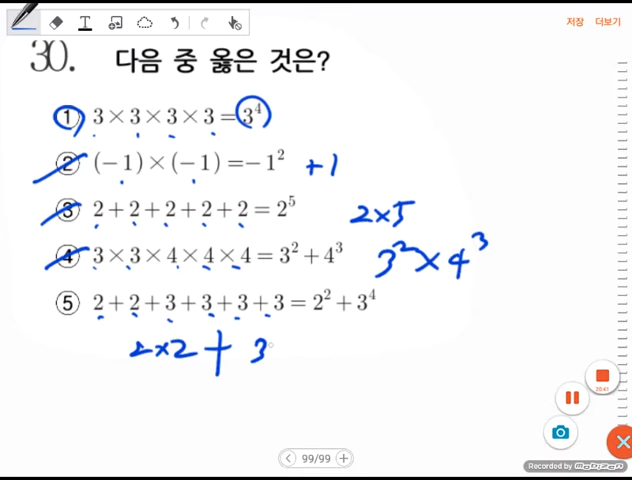 저장 더보기
30. 다음 중 옳은 것은?
① 3×3×3×3=3⁴
② (−1)×(−1)=−1² +1
③ 2+2+2+2+2=2⁵ 2×5
④ 3×3×4×4×4=3²+4³ 3²×4³
⑤ 2+2+3+3+3+3=2²+3⁴
2×2+3
20:41
99/99
Recorded by Mobizen